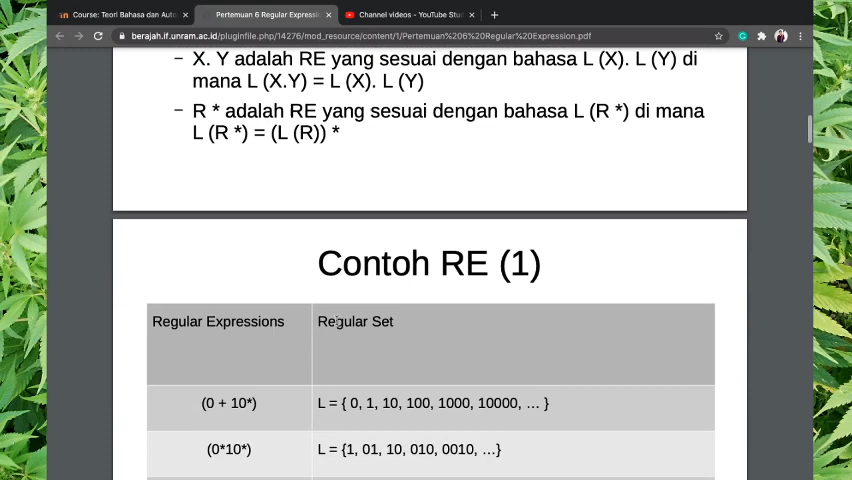 Course: Teori Bahasa dan Auto
Pertemuan 6 Regular Expressio
Channel videos - YouTube Stud
berajah.if.unram.ac.id/pluginfile.php/14276/mod_resource/content/1/Pertemuan%206%20Regular%20Expression.pdf
– X. Y adalah RE yang sesuai dengan bahasa L (X). L (Y) di
mana L (X.Y) = L (X). L (Y)
– R * adalah RE yang sesuai dengan bahasa L (R *) di mana
L (R *) = (L (R)) *
Contoh RE (1)
Regular Expressions Regular Set
(0 + 10*) L = { 0, 1, 10, 100, 1000, 10000, … }
(0*10*) L = {1, 01, 10, 010, 0010, …}